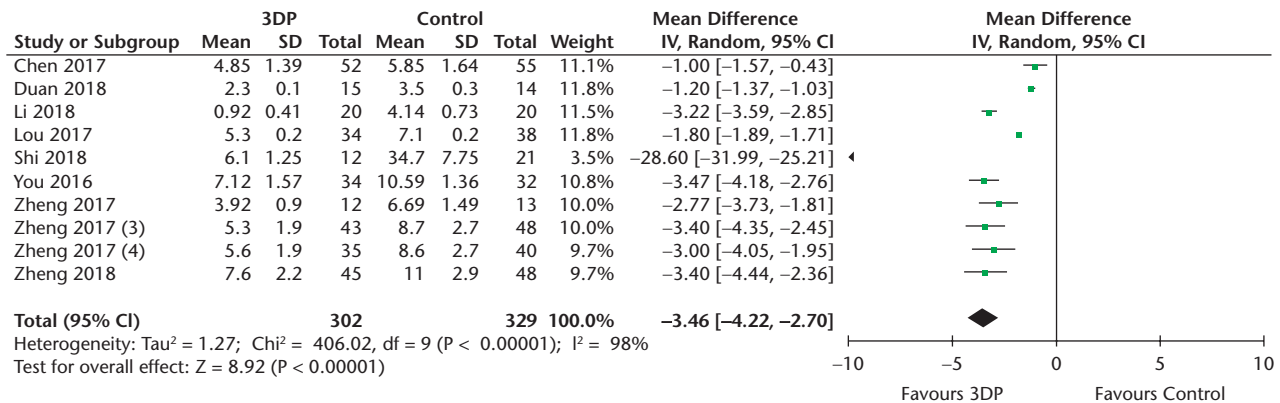 3DP Control Mean Difference Mean Difference
Study or Subgroup Mean SD Total Mean SD Total Weight IV, Random, 95% CI IV, Random, 95% CI
Chen 2017 4.85 1.39 52 5.85 1.64 55 11.1% −1.00 [−1.57, −0.43]
Duan 2018 2.3 0.1 15 3.5 0.3 14 11.8% −1.20 [−1.37, −1.03]
Li 2018 0.92 0.41 20 4.14 0.73 20 11.5% −3.22 [−3.59, −2.85]
Lou 2017 5.3 0.2 34 7.1 0.2 38 11.8% −1.80 [−1.89, −1.71]
Shi 2018 6.1 1.25 12 34.7 7.75 21 3.5% −28.60 [−31.99, −25.21]
You 2016 7.12 1.57 34 10.59 1.36 32 10.8% −3.47 [−4.18, −2.76]
Zheng 2017 3.92 0.9 12 6.69 1.49 13 10.0% −2.77 [−3.73, −1.81]
Zheng 2017 (3) 5.3 1.9 43 8.7 2.7 48 10.0% −3.40 [−4.35, −2.45]
Zheng 2017 (4) 5.6 1.9 35 8.6 2.7 40 9.7% −3.00 [−4.05, −1.95]
Zheng 2018 7.6 2.2 45 11 2.9 48 9.7% −3.40 [−4.44, −2.36]
Total (95% CI) 302 329 100.0% −3.46 [−4.22, −2.70]
Heterogeneity: Tau² = 1.27; Chi² = 406.02, df = 9 (P < 0.00001); I² = 98%
Test for overall effect: Z = 8.92 (P < 0.00001)
−10 −5 0 5 10
Favours 3DP Favours Control